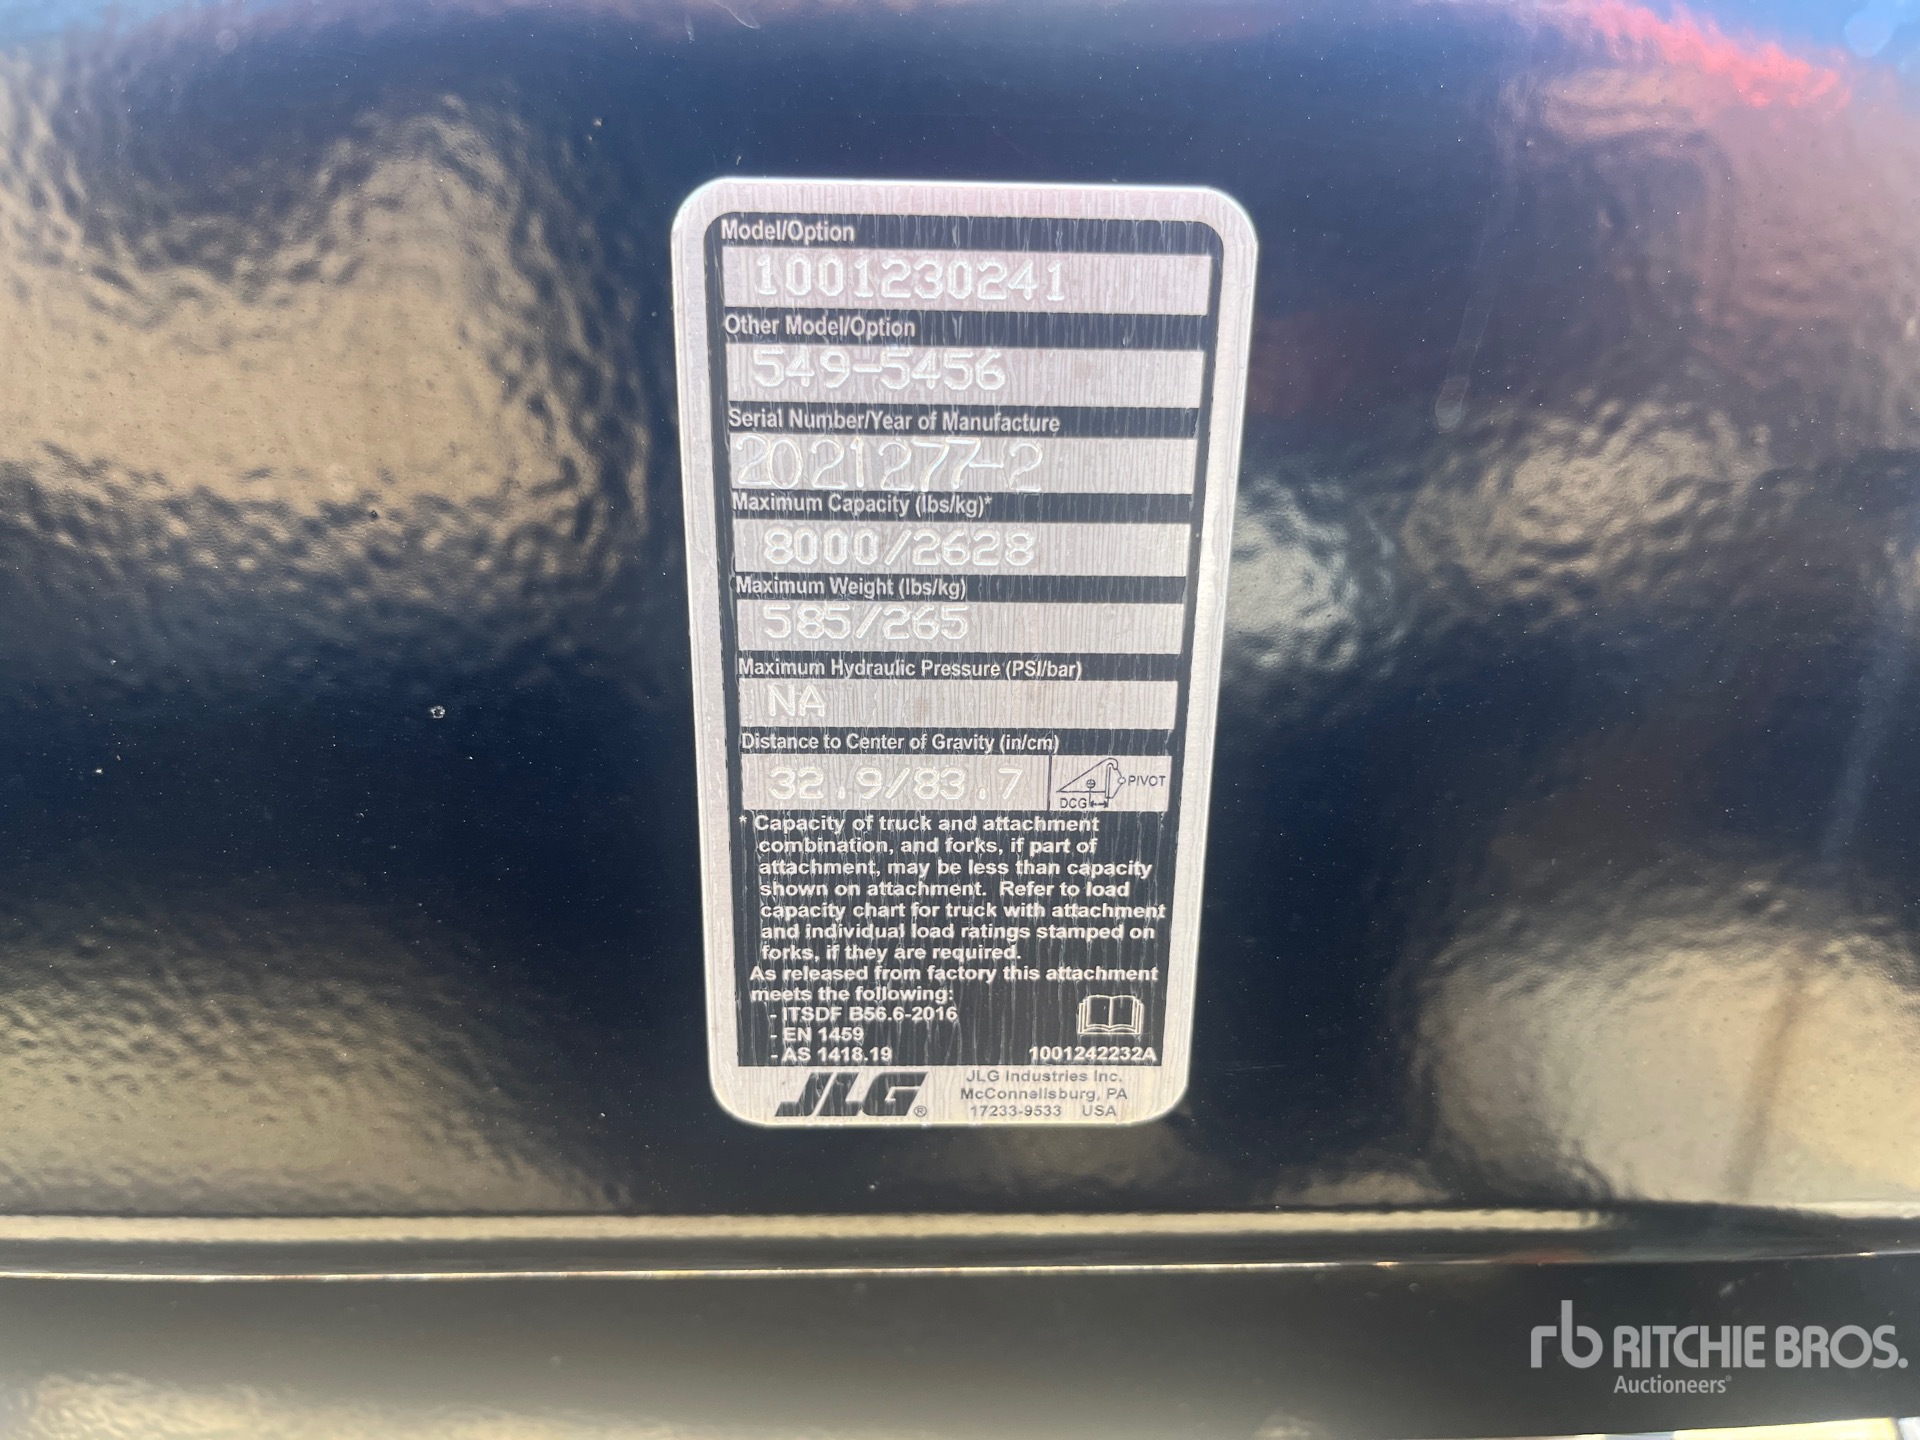 Model/Option
1001230241
Other Model/Option
549-5456
Serial Number/Year of Manufacture
2021277-2
Maximum Capacity (lbs/kg)*
8000/2628
Maximum Weight (lbs/kg)
585/265
Maximum Hydraulic Pressure (PSI/bar)
NA
Distance to Center of Gravity (in/cm)
32.9/83.7
PIVOT
DCG
* Capacity of truck and attachment
combination, and forks, if part of
attachment, may be less than capacity
shown on attachment. Refer to load
capacity chart for truck with attachment
and individual load ratings stamped on
forks, if they are required.
As released from factory this attachment
meets the following:
- ITSDF B56.6-2016
- EN 1459
- AS 1418.19
1001242232A
JLG®
JLG Industries Inc.
McConnellsburg, PA
17233-9533 USA
rb RITCHIE BROS.
Auctioneers®